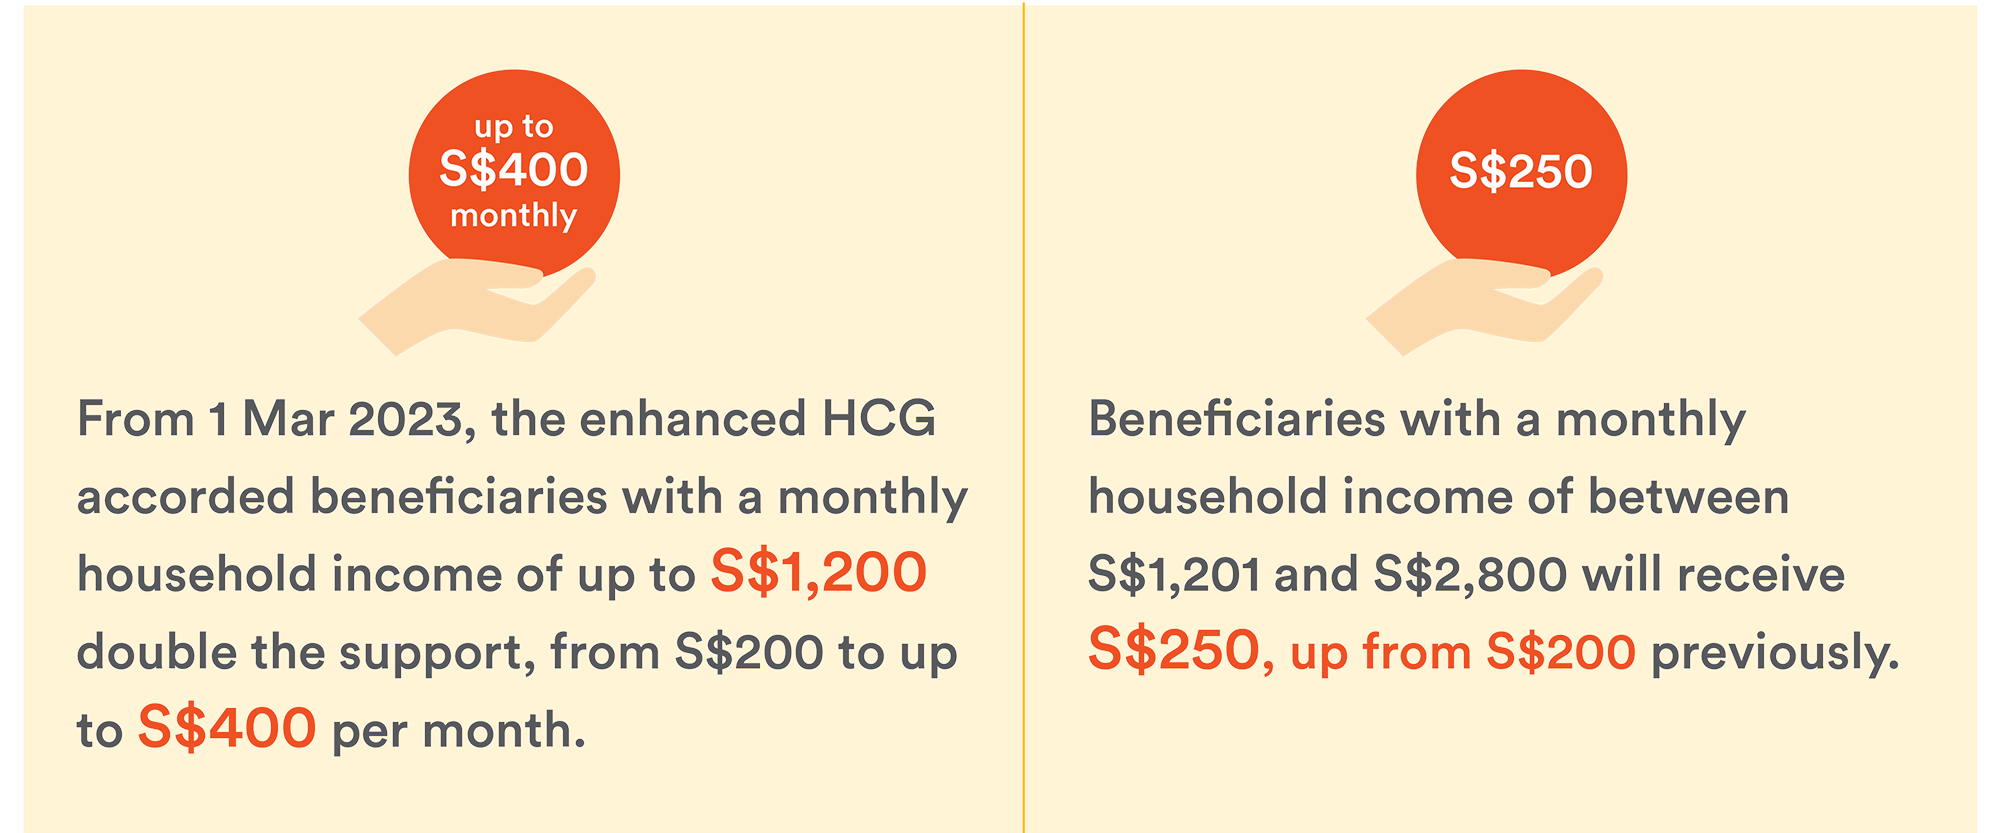 up to
S$400
monthly
From 1 Mar 2023, the enhanced HCG
accorded beneficiaries with a monthly
household income of up to S$1,200
double the support, from S$200 to up
to S$400 per month.
S$250
Beneficiaries with a monthly
household income of between
S$1,201 and S$2,800 will receive
S$250, up from S$200 previously.